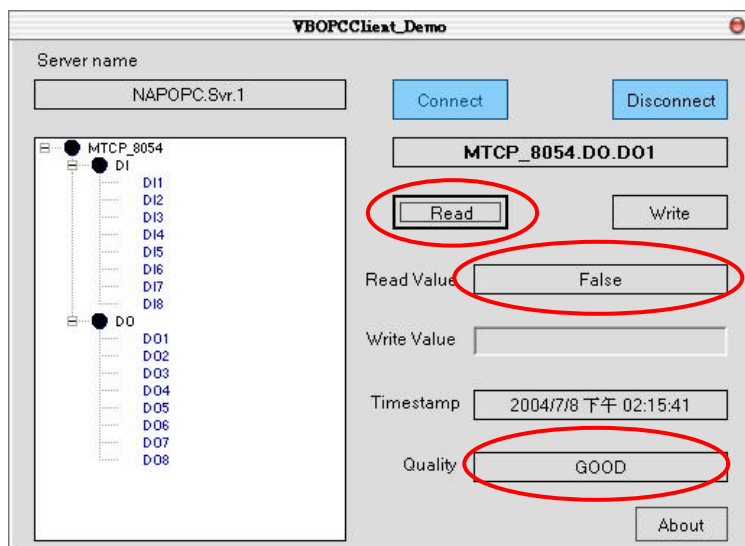 VBOPCClient_Demo
Server name
NAPOPC.Svr.1
Connect
Disconnect
MTCP_8054
DI
DI1
DI2
DI3
DI4
DI5
DI6
DI7
DI8
DO
DO1
DO2
DO3
DO4
DO5
DO6
DO7
DO8
MTCP_8054.DO.DO1
Read
Write
Read Value
False
Write Value
Timestamp
2004/7/8 下午 02:15:41
Quality
GOOD
About